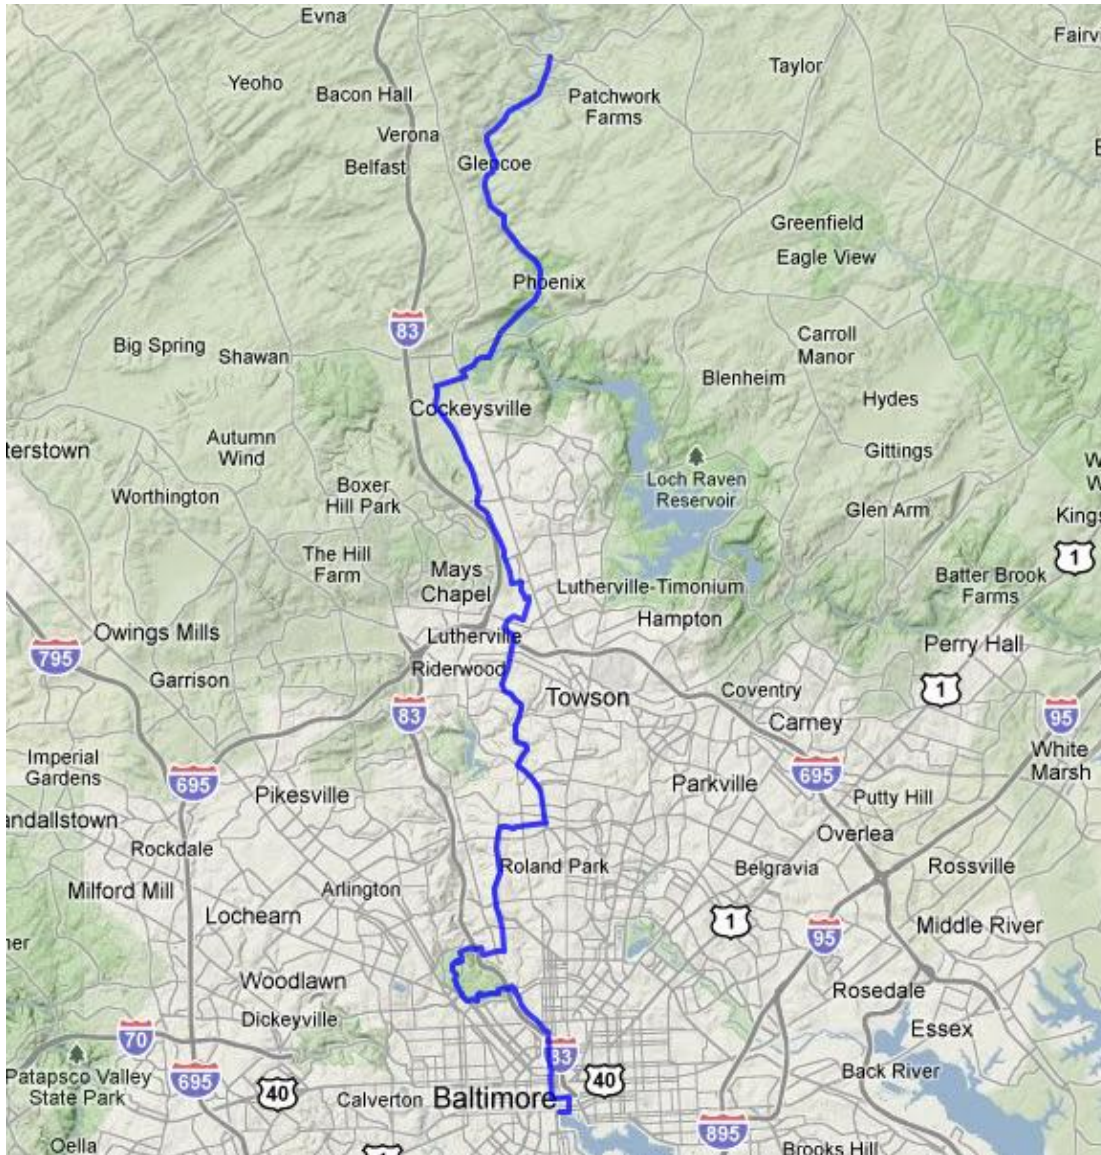 Evna
Fairv
Taylor
Yeoho
Bacon Hall
Patchwork
Farms
Verona
Belfast
Glencoe
E
Greenfield
Eagle View
Phoenix
83
Big Spring
Shawan
Carroll
Manor
Blenheim
Hydes
Cockeysville
terstown
Autumn
Wind
Gittings
W
W
Worthington
Boxer
Hill Park
Loch Raven
Reservoir
Glen Arm
Kings
1
The Hill
Farm
Mays
Chapel
Lutherville-Timonium
Batter Brook
Farms
Hampton
Owings Mills
Lutherville
Perry Hall
795
Riderwood
Garrison
Towson
Coventry
1
83
Carney
95
Imperial
Gardens
White
Marsh
695
Pikesville
Parkville
695
Putty Hill
andallstown
Overlea
Rockdale
Roland Park
Belgravia
Rossville
Milford Mill
Arlington
Lochearn
1
95
Middle River
ner
Woodlawn
Rosedale
Dickeyville
Essex
70
83
Patapsco Valley
State Park
695
40
40
Back River
Calverton
Baltimore
895
Oella
1
Brooks Hill